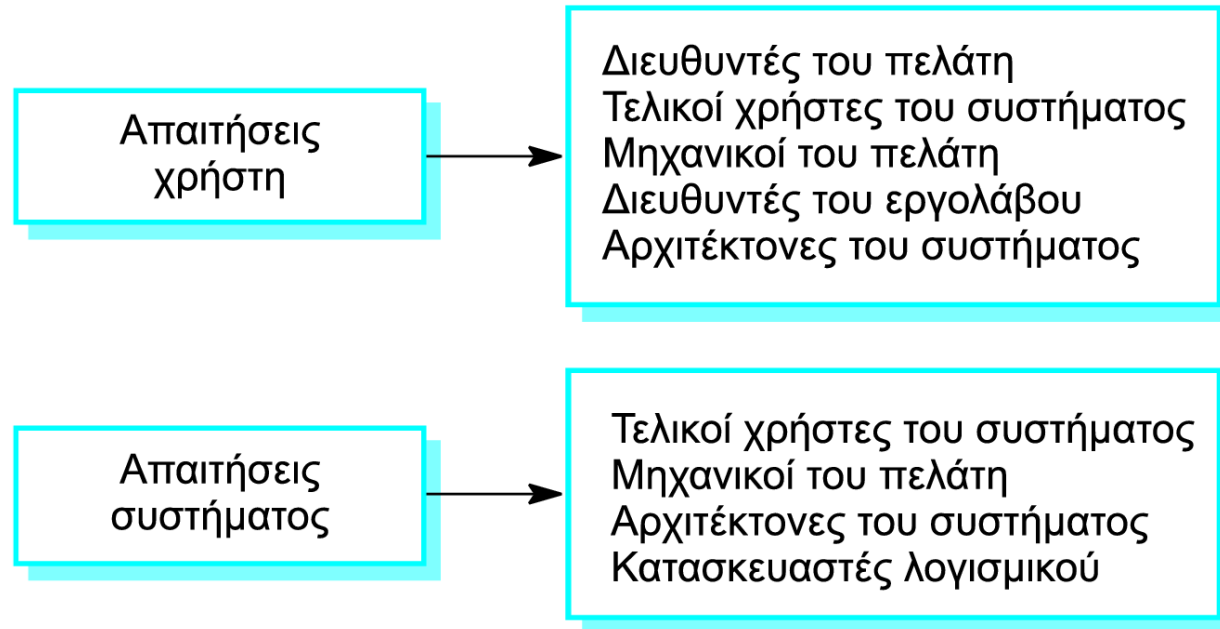 Απαιτήσεις
χρήστη
Διευθυντές του πελάτη
Τελικοί χρήστες του συστήματος
Μηχανικοί του πελάτη
Διευθυντές του εργολάβου
Αρχιτέκτονες του συστήματος
Απαιτήσεις
συστήματος
Τελικοί χρήστες του συστήματος
Μηχανικοί του πελάτη
Αρχιτέκτονες του συστήματος
Κατασκευαστές λογισμικού